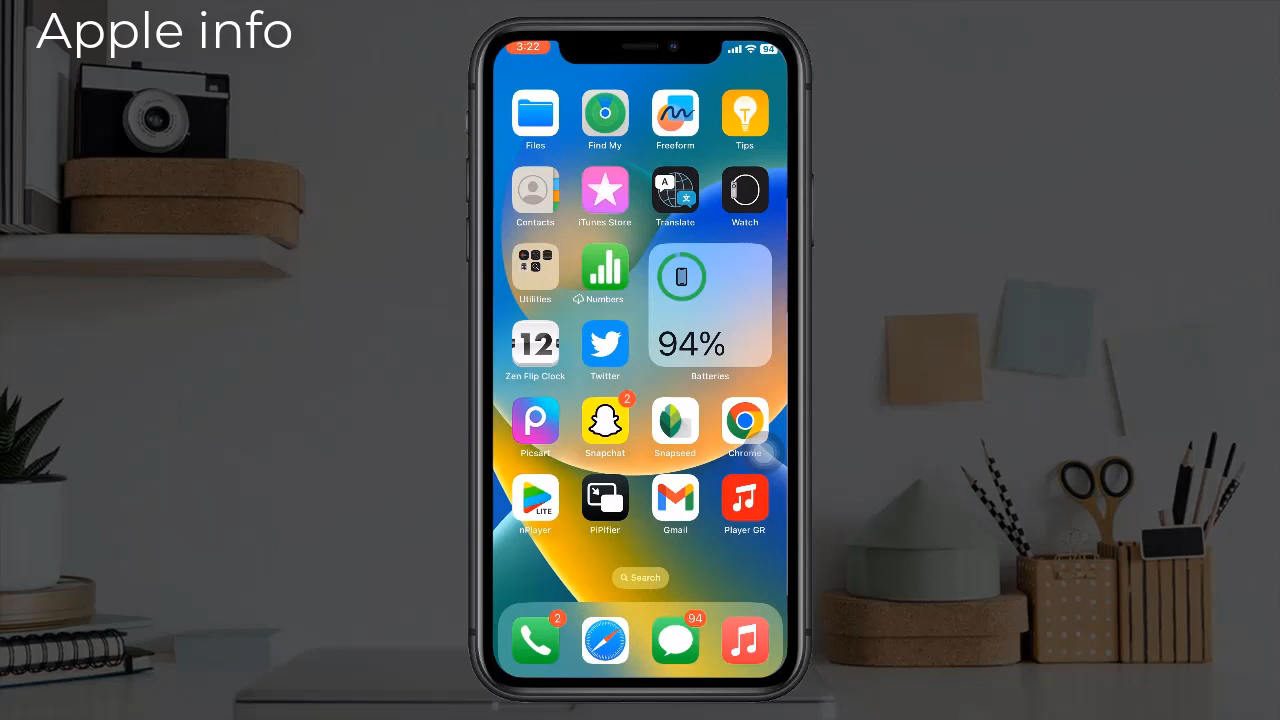 Apple info
3:22
94
Files
Find My
Freeform
Tips
Contacts
iTunes Store
Translate
Watch
Utilities
Numbers
94%
Batteries
12
Zen Flip Clock
Twitter
2
Picsart
Snapchat
Snapseed
Chrome
LITE
nPlayer
PiPifier
Gmail
Player GR
Search
2
94